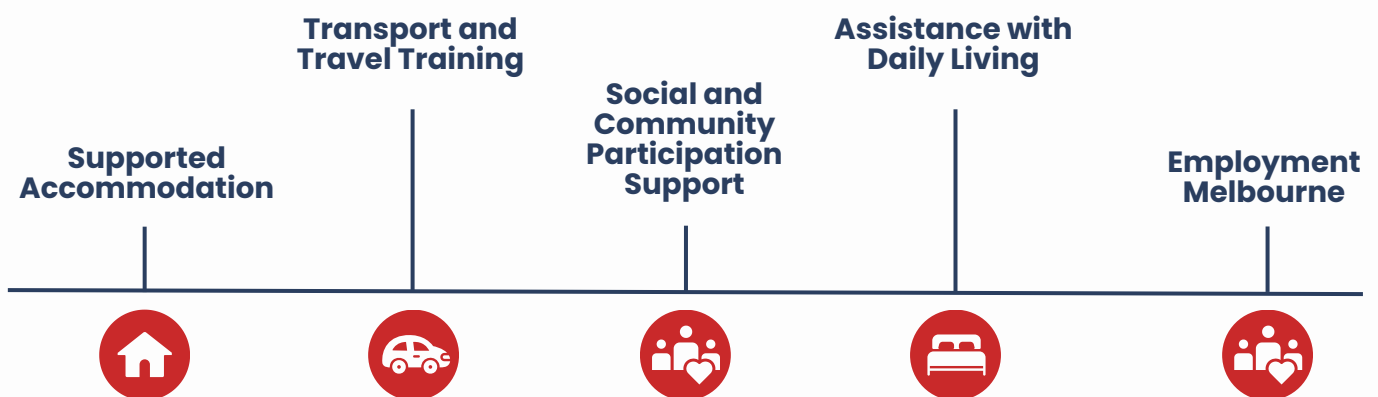 Supported
Accommodation
Transport and
Travel Training
Social and
Community
Participation
Support
Assistance with
Daily Living
Employment
Melbourne